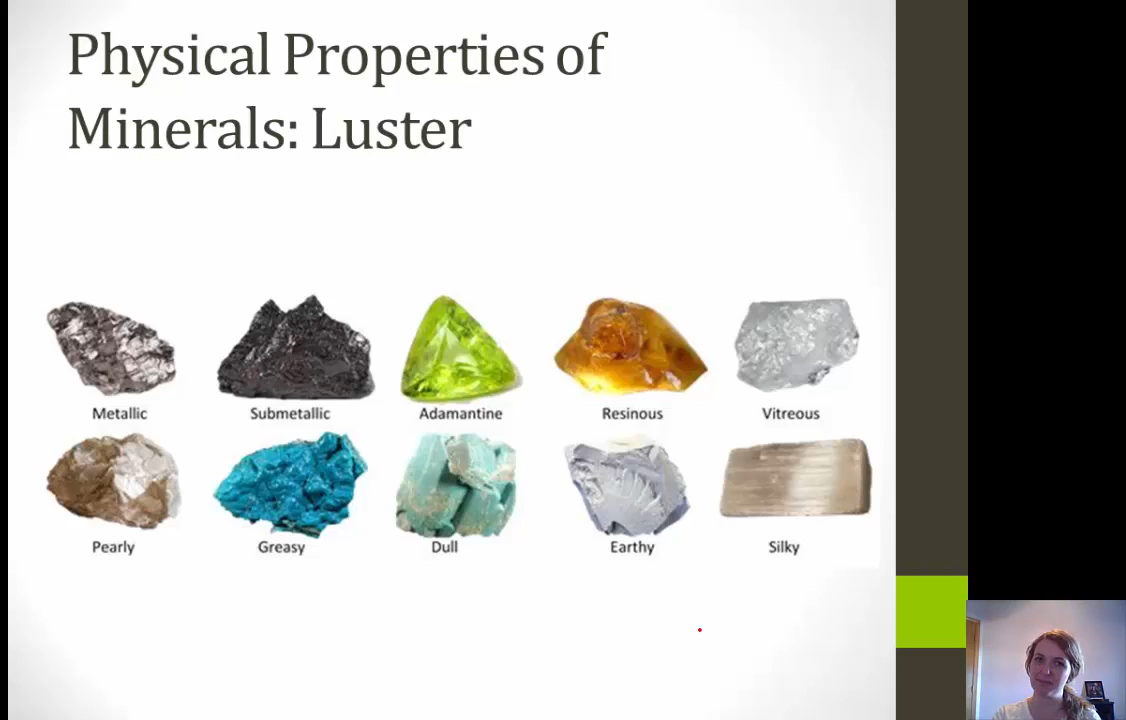 Physical Properties of
Minerals: Luster
Metallic
Submetallic
Adamantine
Resinous
Vitreous
Pearly
Greasy
Dull
Earthy
Silky